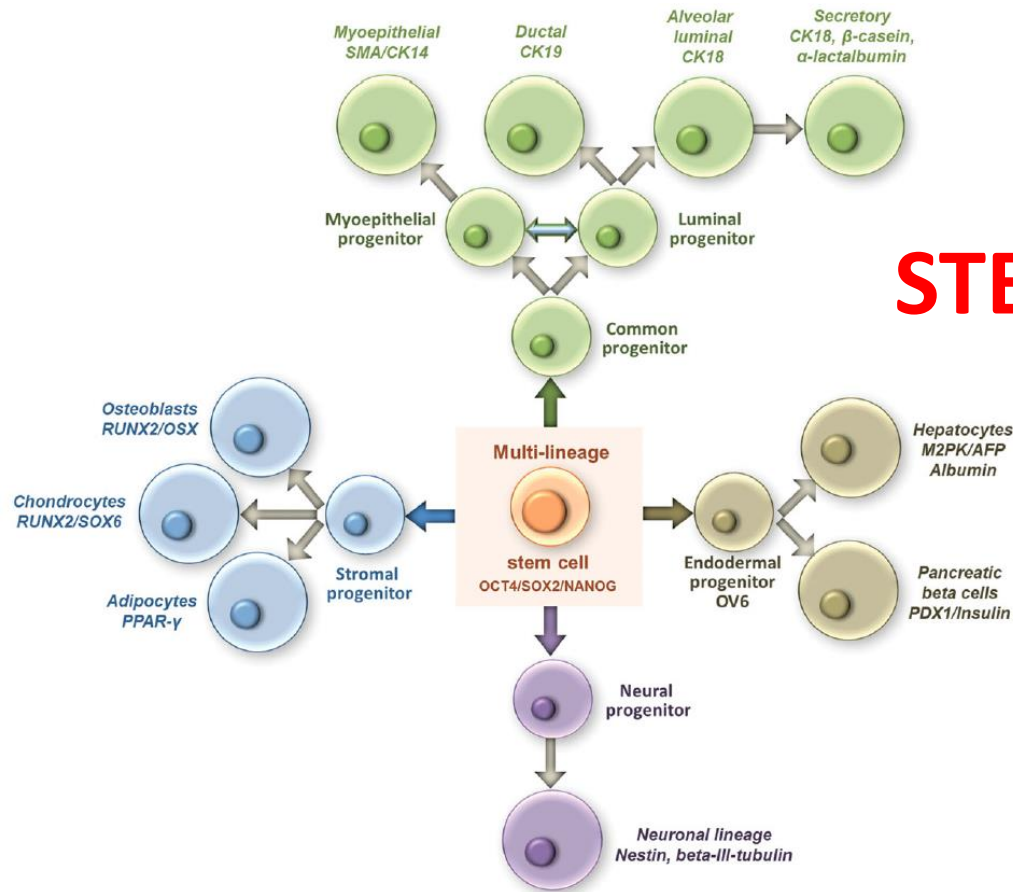 Myoepithelial
SMA/CK14
Ductal
CK19
Alveolar
luminal
CK18
Secretory
CK18, β-casein,
α-lactalbumin
Myoepithelial
progenitor
Luminal
progenitor
STE
Common
progenitor
Osteoblasts
RUNX2/OSX
Chondrocytes
RUNX2/SOX6
Adipocytes
PPAR-γ
Stromal
progenitor
Multi-lineage
stem cell
OCT4/SOX2/NANOG
Endodermal
progenitor
OV6
Hepatocytes
M2PK/AFP
Albumin
Pancreatic
beta cells
PDX1/Insulin
Neural
progenitor
Neuronal lineage
Nestin, beta-III-tubulin